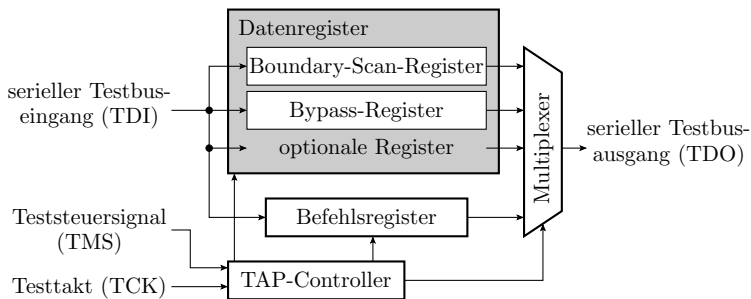 Datenregister
Boundary-Scan-Register
serieller Testbus-
eingang (TDI)
Bypass-Register
optionale Register
Multiplexer
serieller Testbus-
ausgang (TDO)
Befehlsregister
Teststeuersignal
(TMS)
TAP-Controller
Testtakt (TCK)